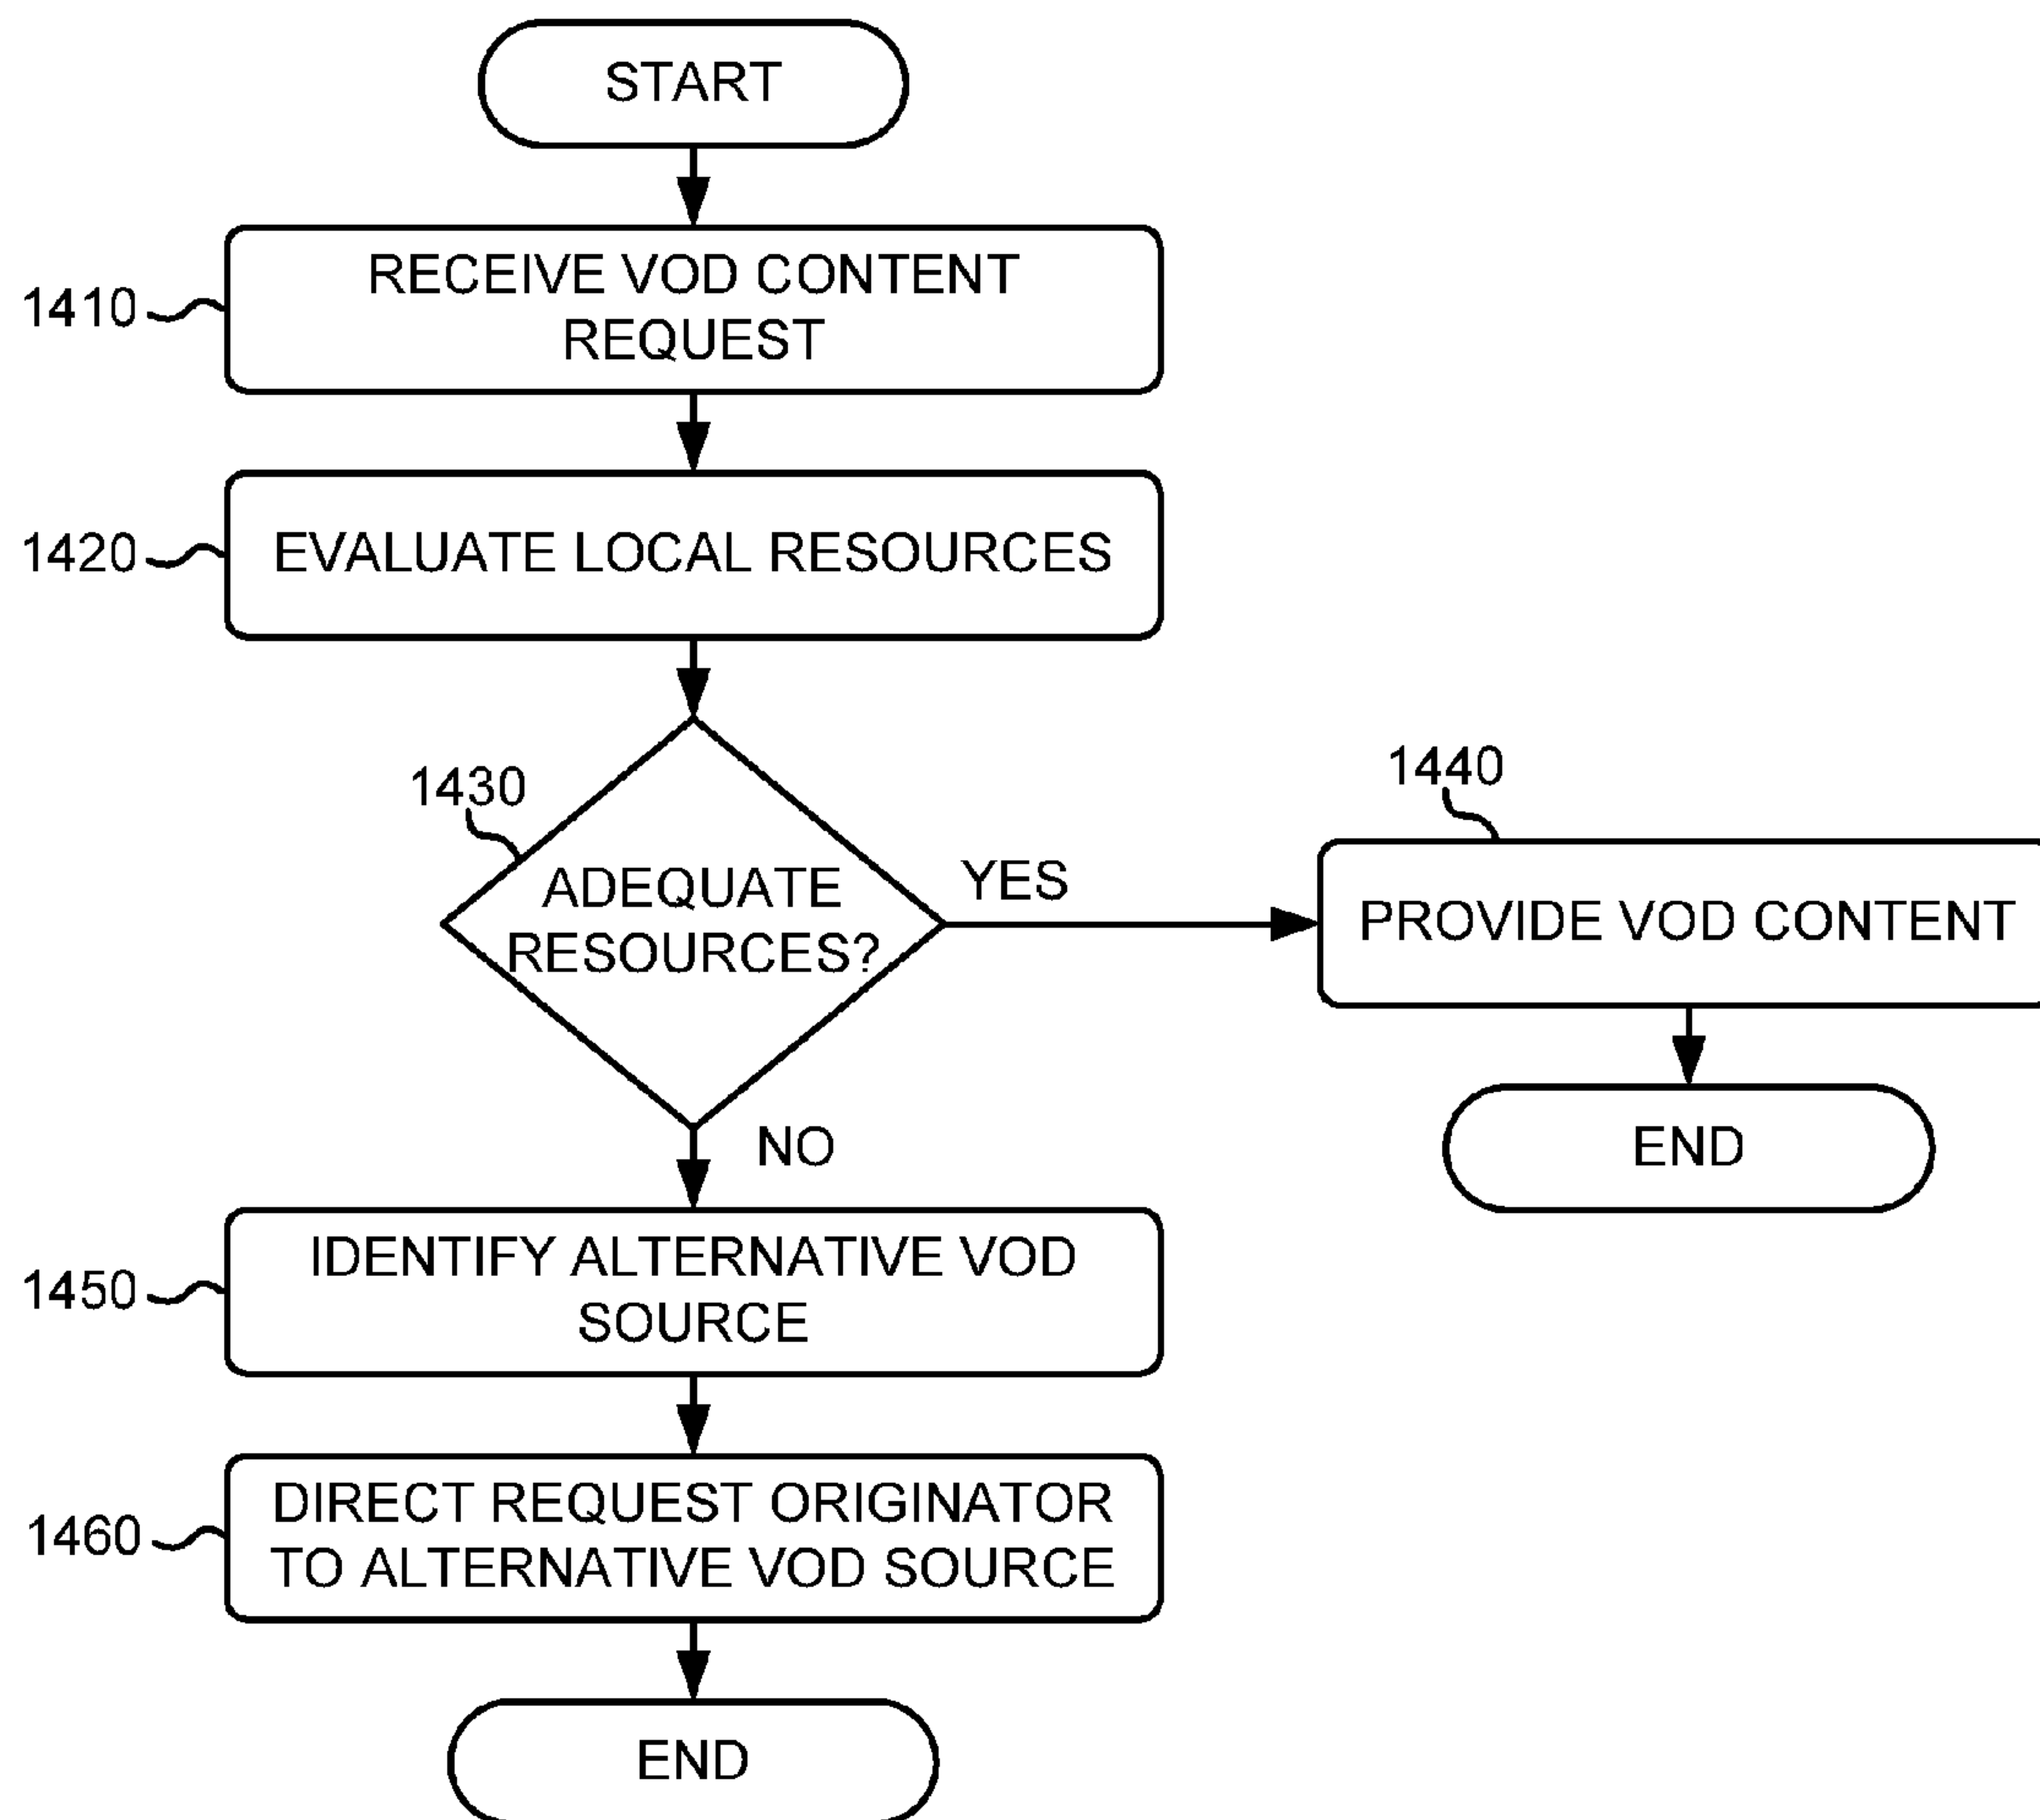 START
1410
RECEIVE VOD CONTENT
REQUEST
1420
EVALUATE LOCAL RESOURCES
1430
ADEQUATE
RESOURCES?
YES
1440
PROVIDE VOD CONTENT
END
NO
1450
IDENTIFY ALTERNATIVE VOD
SOURCE
1460
DIRECT REQUEST ORIGINATOR
TO ALTERNATIVE VOD SOURCE
END